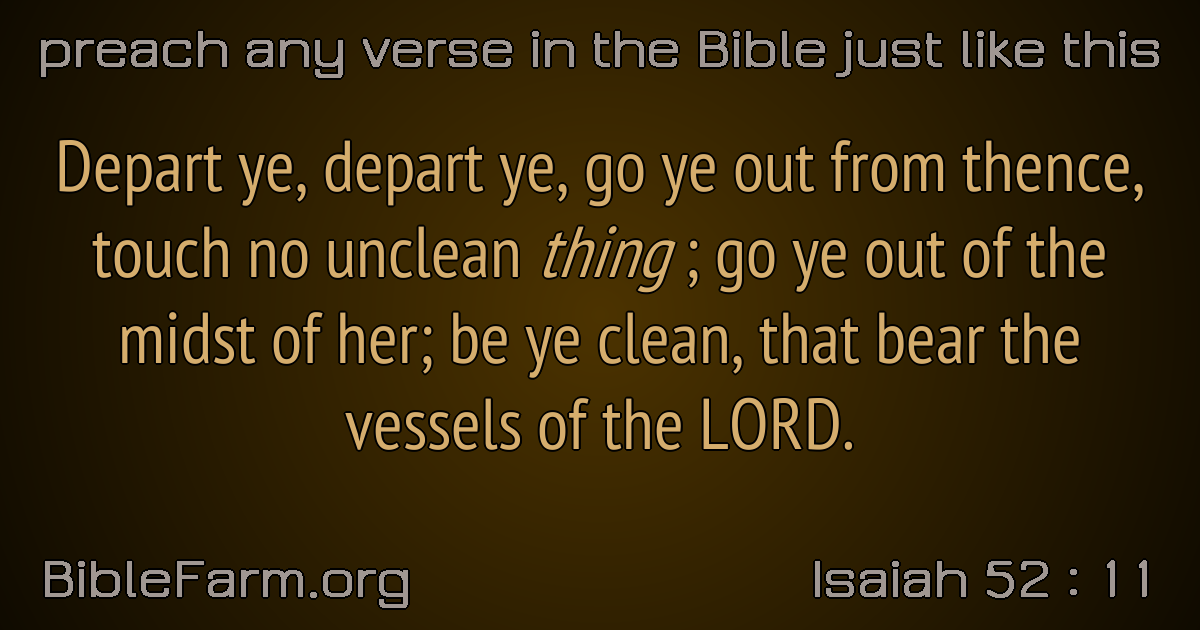 preach any verse in the Bible just like this
Depart ye, depart ye, go ye out from thence,
touch no unclean thing ; go ye out of the
midst of her; be ye clean, that bear the
vessels of the LORD.
BibleFarm.org
Isaiah 52 : 11